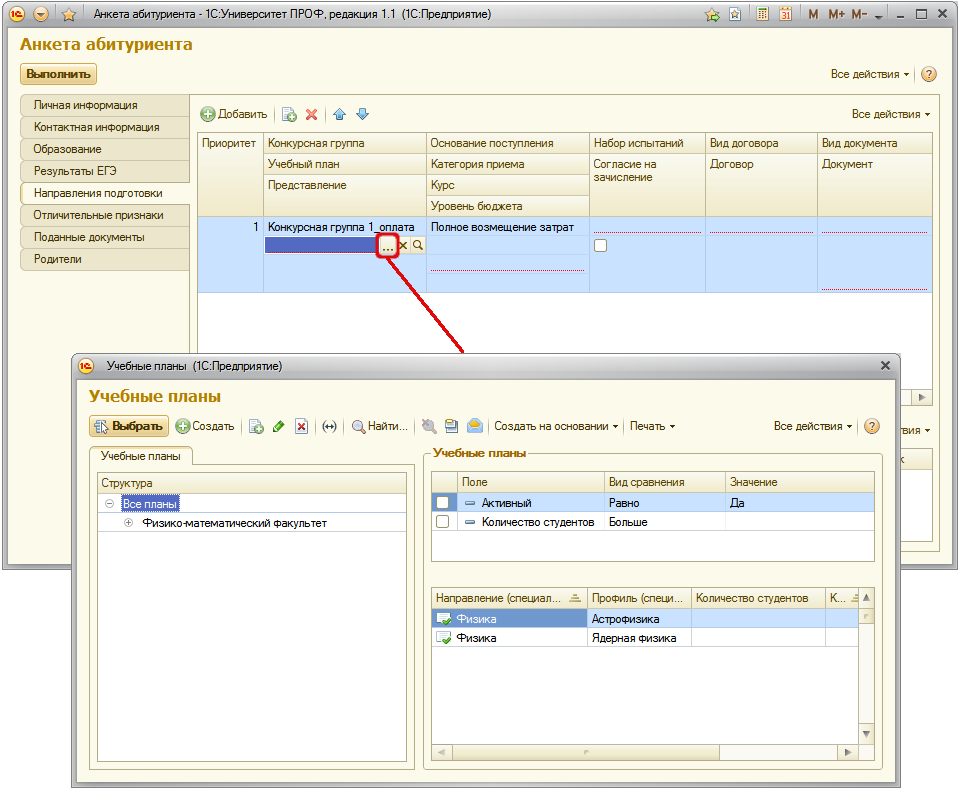 Анкета абитуриента - 1С:Университет ПРОФ, редакция 1.1 (1С:Предприятие)
M M+ M-
Анкета абитуриента
Выполнить
Все действия
Личная информация
Контактная информация
Образование
Результаты ЕГЭ
Направления подготовки
Отличительные признаки
Поданные документы
Родители
Добавить
Все действия
Приоритет Конкурсная группа Основание поступления Набор испытаний Вид договора Вид документа
Учебный план Категория приема Согласие на зачисление Договор Документ
Представление Курс
Уровень бюджета
1 Конкурсная группа 1_оплата Полное возмещение затрат
...
Учебные планы (1С:Предприятие)
Учебные планы
Выбрать Создать Найти... Создать на основании Печать Все действия
твия
к
Учебные планы
Структура
Все планы
Физико-математический факультет
Учебные планы
Поле Вид сравнения Значение
Активный Равно Да
Количество студентов Больше
Направление (специал... Профиль (специ... Количество студентов К...
Физика Астрофизика
Физика Ядерная физика